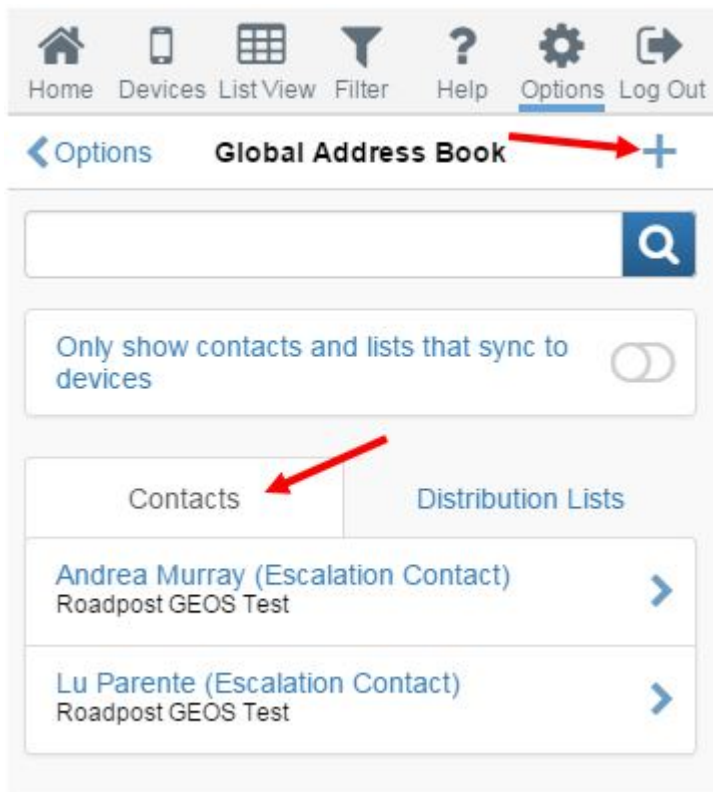 Home Devices List View Filter Help Options Log Out
Options Global Address Book
Only show contacts and lists that sync to
devices
Contacts Distribution Lists
Andrea Murray (Escalation Contact)
Roadpost GEOS Test
Lu Parente (Escalation Contact)
Roadpost GEOS Test